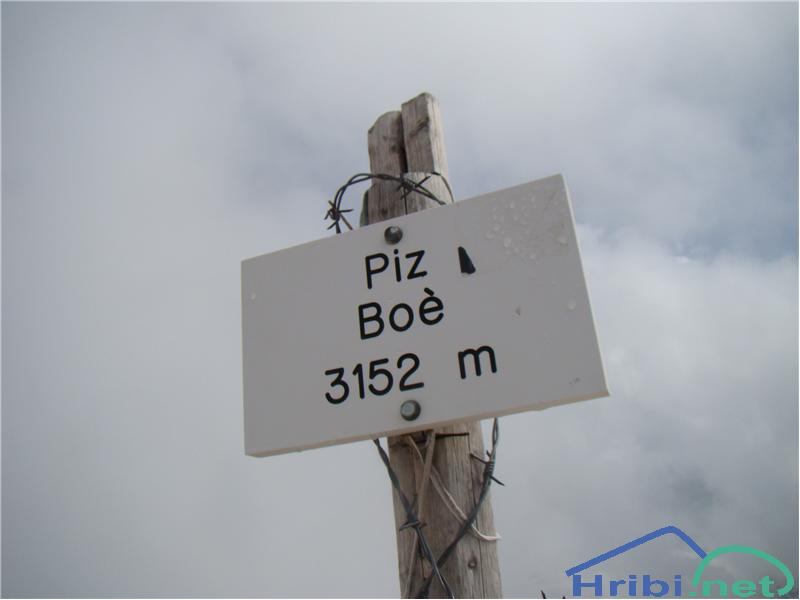 Piz
Boè
3152 m
Hribi.net